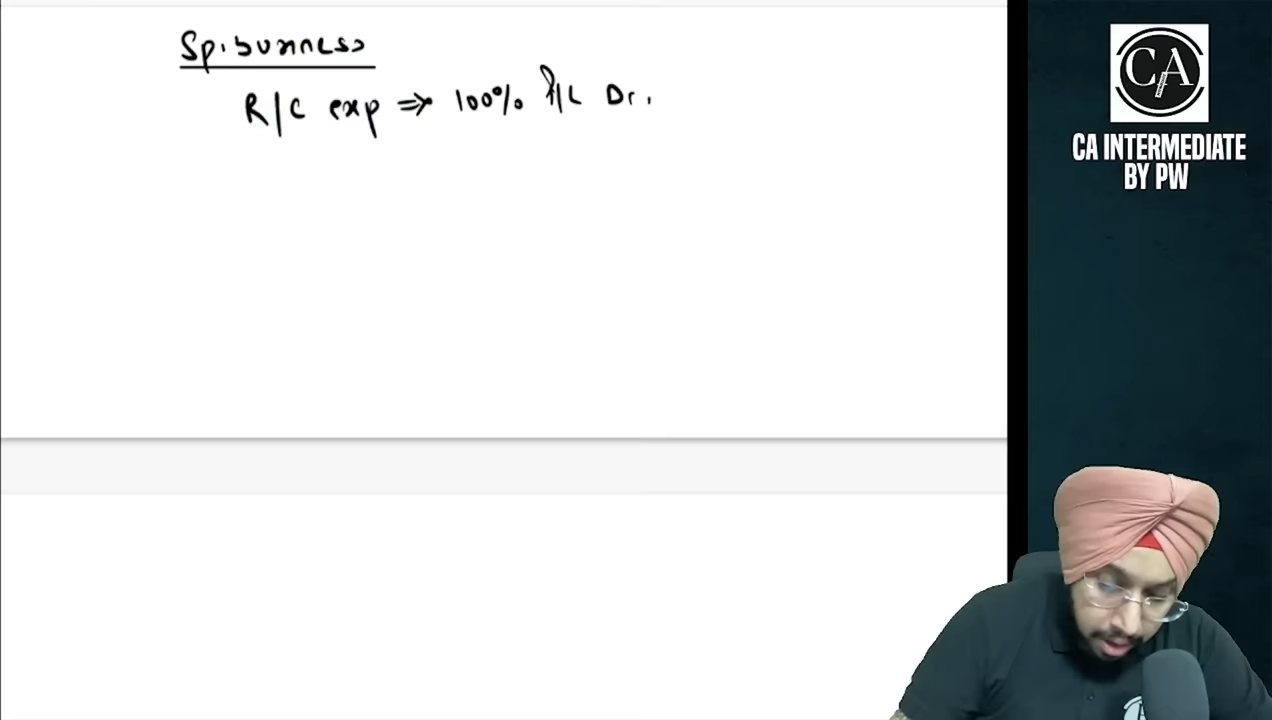 Sp. business
R/C exp ⇒ 100% P/L Dr.
CA
CA INTERMEDIATE
BY PW